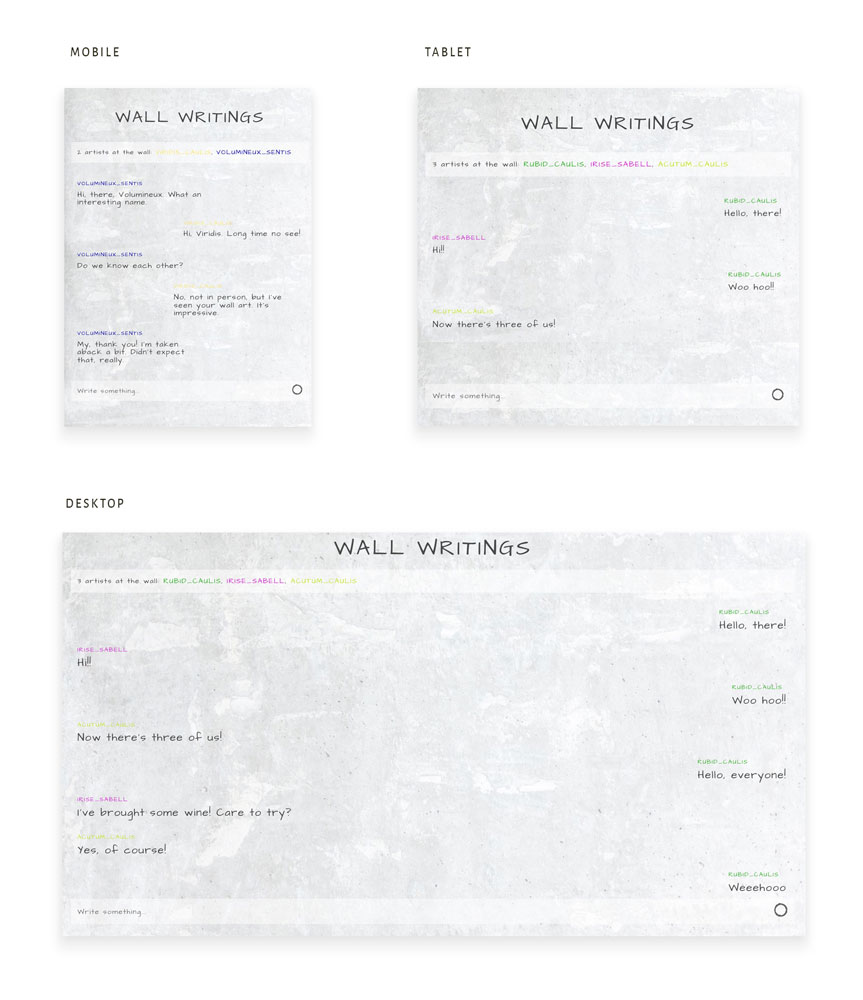 MOBILE
WALL WRITINGS
2 artists at the wall: VIRIDIS_CAULIS, VOLUMINEUX_SENTIS
VOLUMINEUX_SENTIS
Hi, there, Volumineux. What an
interesting name.
Hi, Viridis. Long time no see!
VOLUMINEUX_SENTIS
Do we know each other?
No, not in person, but I've
seen your wall art. It's
impressive.
VOLUMINEUX_SENTIS
My, thank you! I'm taken
aback a bit. Didn't expect
that, really.
Write something...
TABLET
WALL WRITINGS
3 artists at the wall: RUBID_CAULIS, IRISE_SABELL, ACUTUM_CAULIS
RUBID_CAULIS
Hello, there!
IRISE_SABELL
Hi!!
RUBID_CAULIS
Woo hoo!!
ACUTUM_CAULIS
Now there's three of us!
Write something...
DESKTOP
WALL WRITINGS
3 artists at the wall: RUBID_CAULIS, IRISE_SABELL, ACUTUM_CAULIS
RUBID_CAULIS
Hello, there!
IRISE_SABELL
Hi!!
RUBID_CAULIS
Woo hoo!!
ACUTUM_CAULIS
Now there's three of us!
RUBID_CAULIS
Hello, everyone!
IRISE_SABELL
I've brought some wine! Care to try?
ACUTUM_CAULIS
Yes, of course!
RUBID_CAULIS
Weeehooo
Write something...